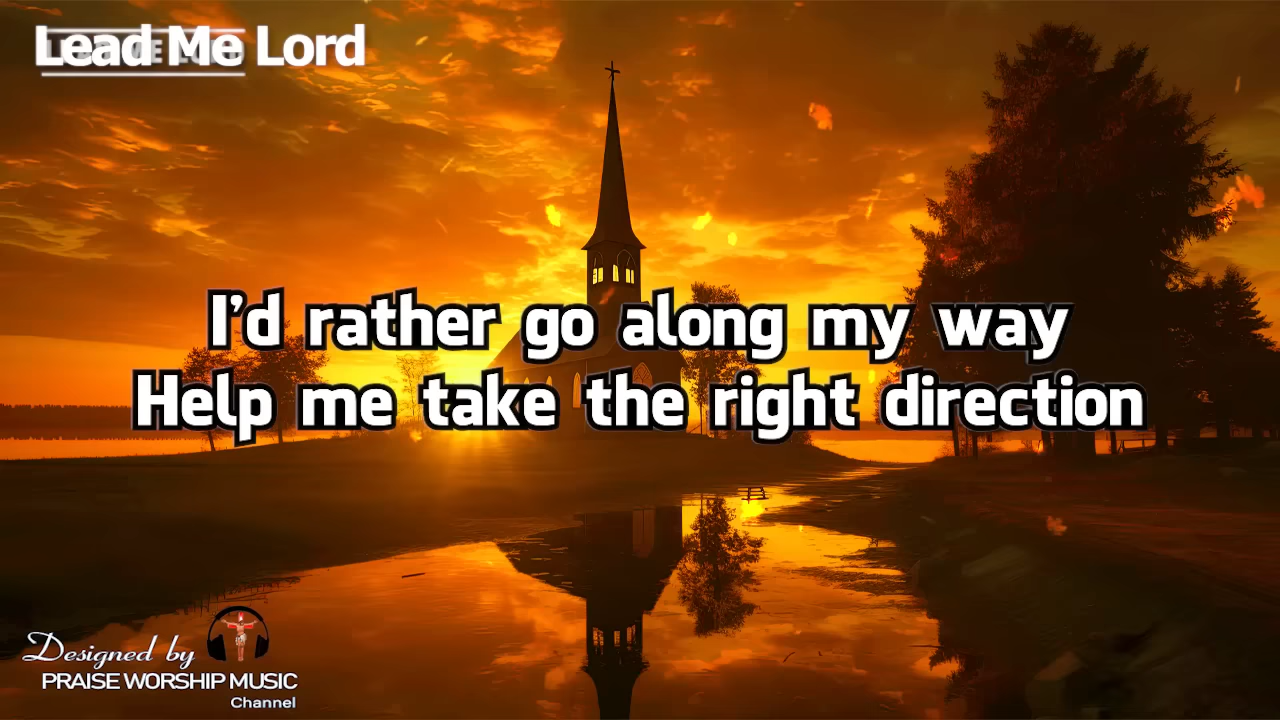 Lead Me Lord
I'd rather go along my way
Help me take the right direction
Designed by
PRAISE WORSHIP MUSIC
Channel